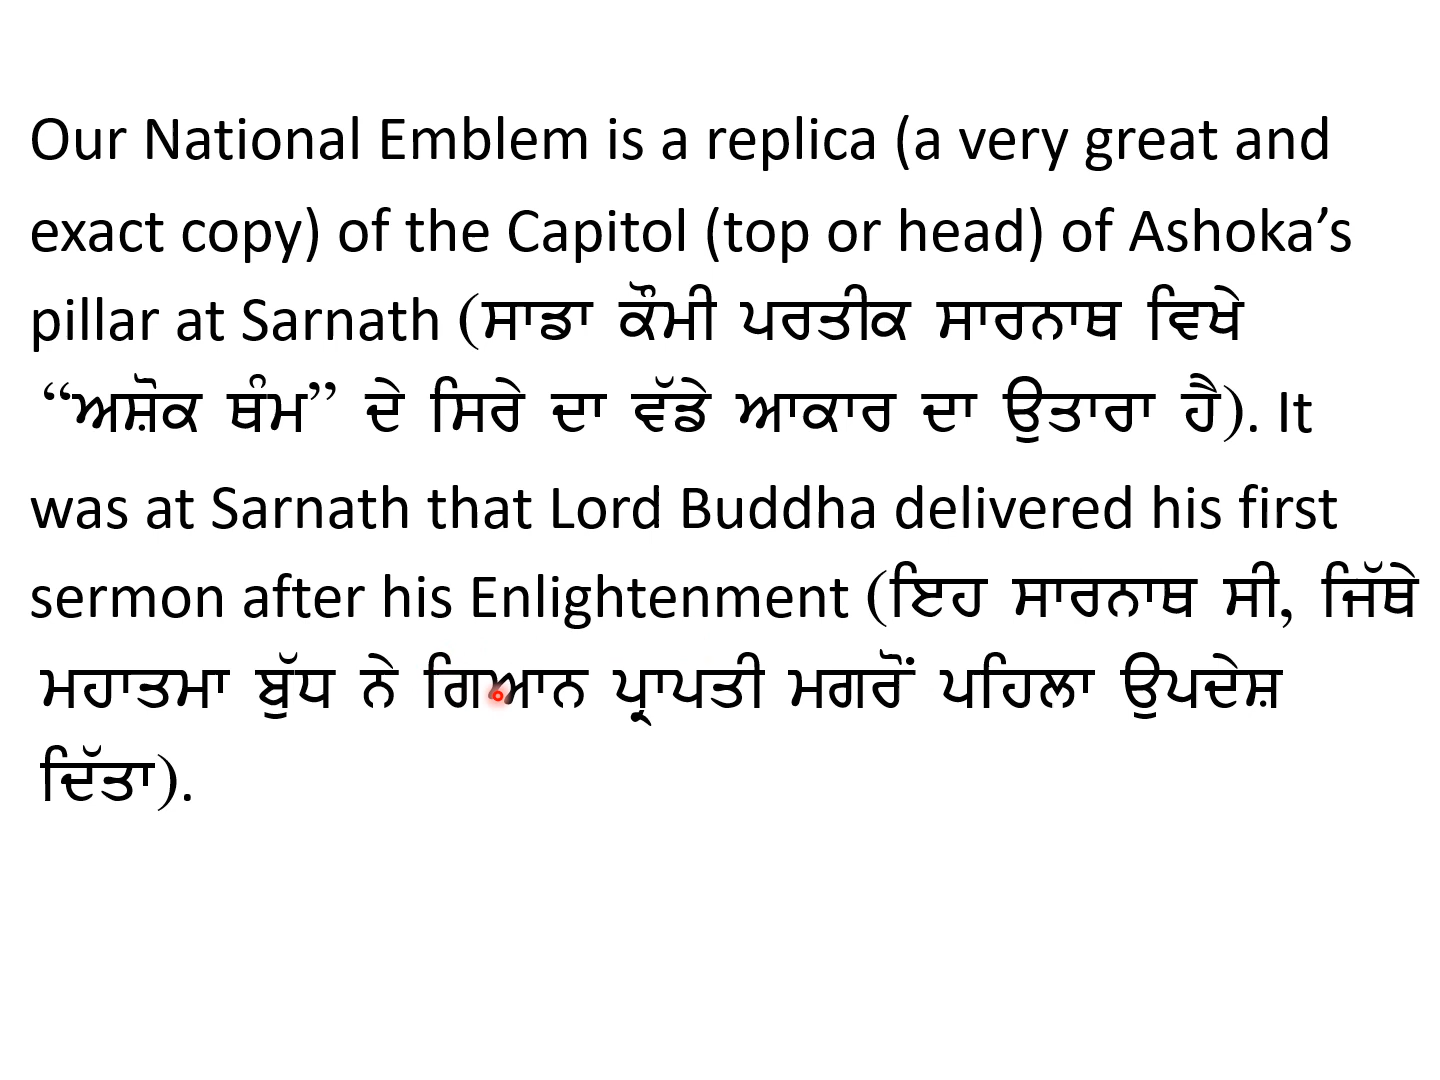 Our National Emblem is a replica (a very great and
exact copy) of the Capitol (top or head) of Ashoka’s
pillar at Sarnath (ਸਾਡਾ ਕੌਮੀ ਪਰਤੀਕ ਸਾਰਨਾਥ ਵਿਖੇ
“ਅਸ਼ੋਕ ਥੰਮ” ਦੇ ਸਿਰੇ ਦਾ ਵੱਡੇ ਆਕਾਰ ਦਾ ਉਤਾਰਾ ਹੈ). It
was at Sarnath that Lord Buddha delivered his first
sermon after his Enlightenment (ਇਹ ਸਾਰਨਾਥ ਸੀ, ਜਿੱਥੇ
ਮਹਾਤਮਾ ਬੁੱਧ ਨੇ ਗਿਆਨ ਪ੍ਰਾਪਤੀ ਮਗਰੋਂ ਪਹਿਲਾ ਉਪਦੇਸ਼
ਦਿੱਤਾ).